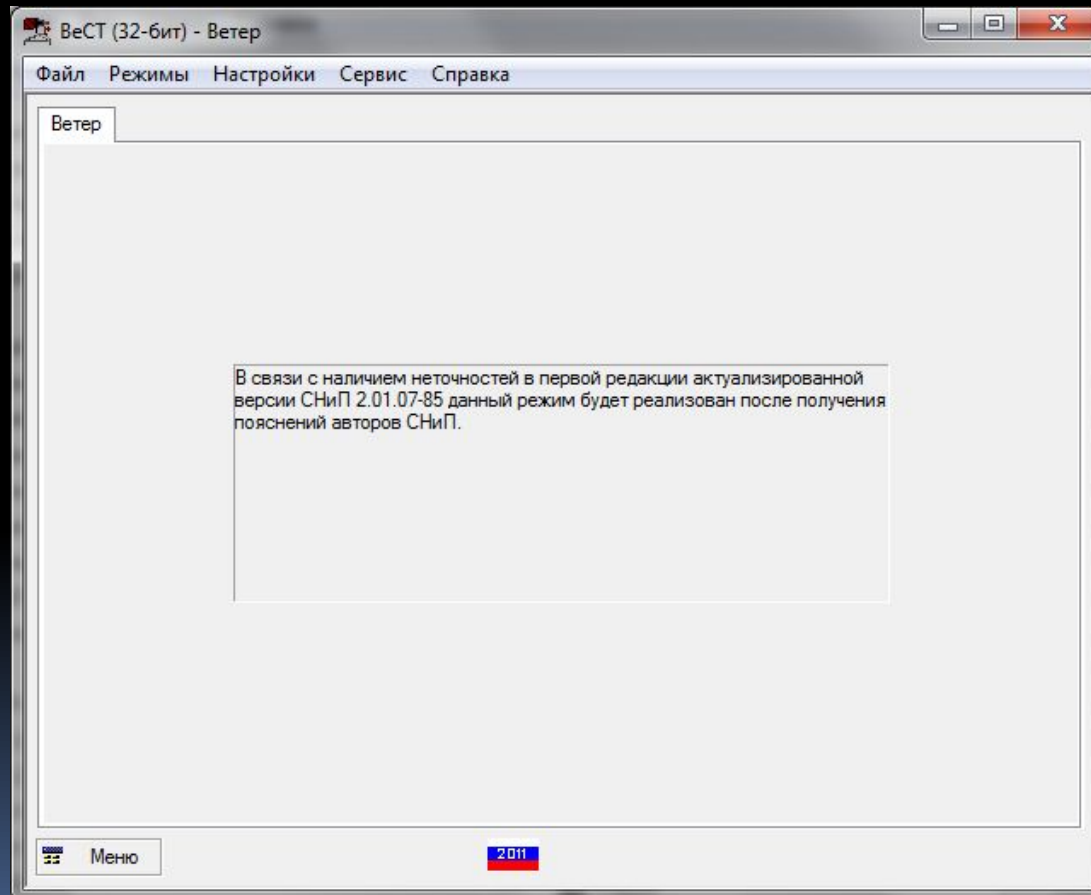 ВеСТ (32-бит) - Ветер
Файл Режимы Настройки Сервис Справка
Ветер
В связи с наличием неточностей в первой редакции актуализированной
версии СНиП 2.01.07-85 данный режим будет реализован после получения
пояснений авторов СНиП.
Меню
2011